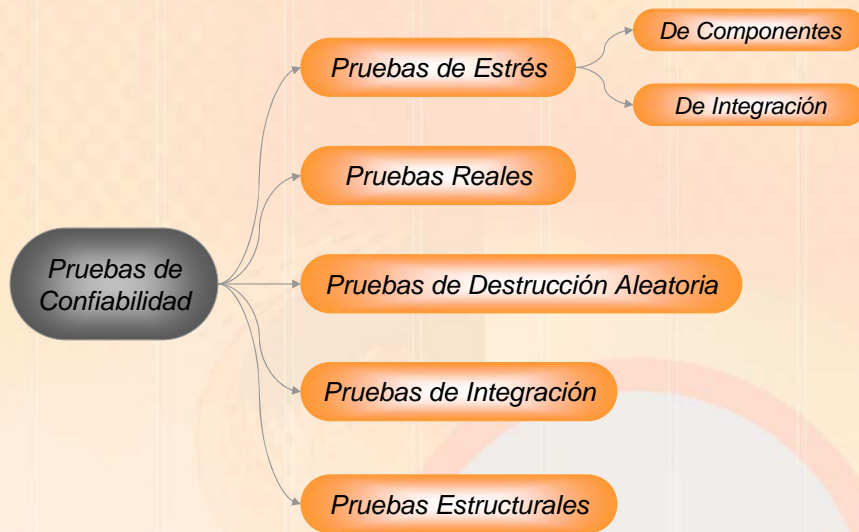 De Componentes
Pruebas de Estrés
De Integración
Pruebas Reales
Pruebas de
Confiabilidad
Pruebas de Destrucción Aleatoria
Pruebas de Integración
Pruebas Estructurales